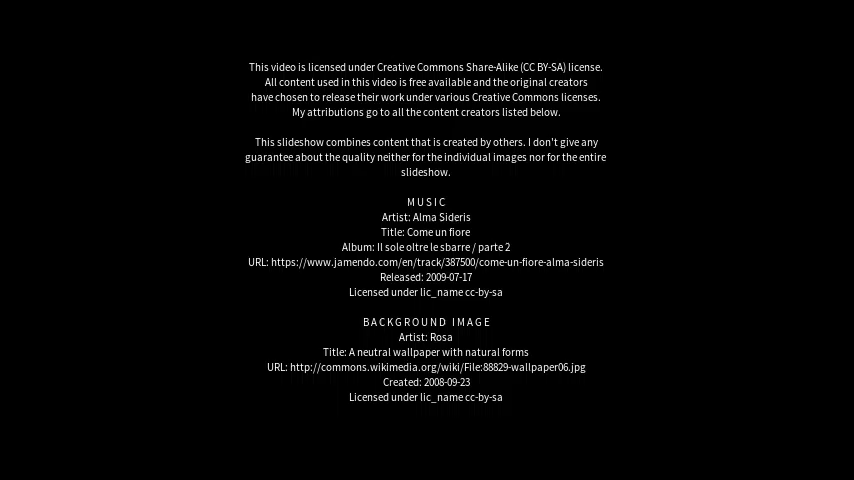 This video is licensed under Creative Commons Share-Alike (CC BY-SA) license.
All content used in this video is free available and the original creators
have chosen to release their work under various Creative Commons licenses.
My attributions go to all the content creators listed below.
This slideshow combines content that is created by others. I don't give any
guarantee about the quality neither for the individual images nor for the entire
slideshow.
MUSIC
Artist: Alma Sideris
Title: Come un fiore
Album: Il sole oltre le sbarre / parte 2
URL: https://www.jamendo.com/en/track/387500/come-un-fiore-alma-sideris
Released: 2009-07-17
Licensed under lic_name cc-by-sa
BACKGROUND IMAGE
Artist: Rosa
Title: A neutral wallpaper with natural forms
URL: http://commons.wikimedia.org/wiki/File:88829-wallpaper06.jpg
Created: 2008-09-23
Licensed under lic_name cc-by-sa